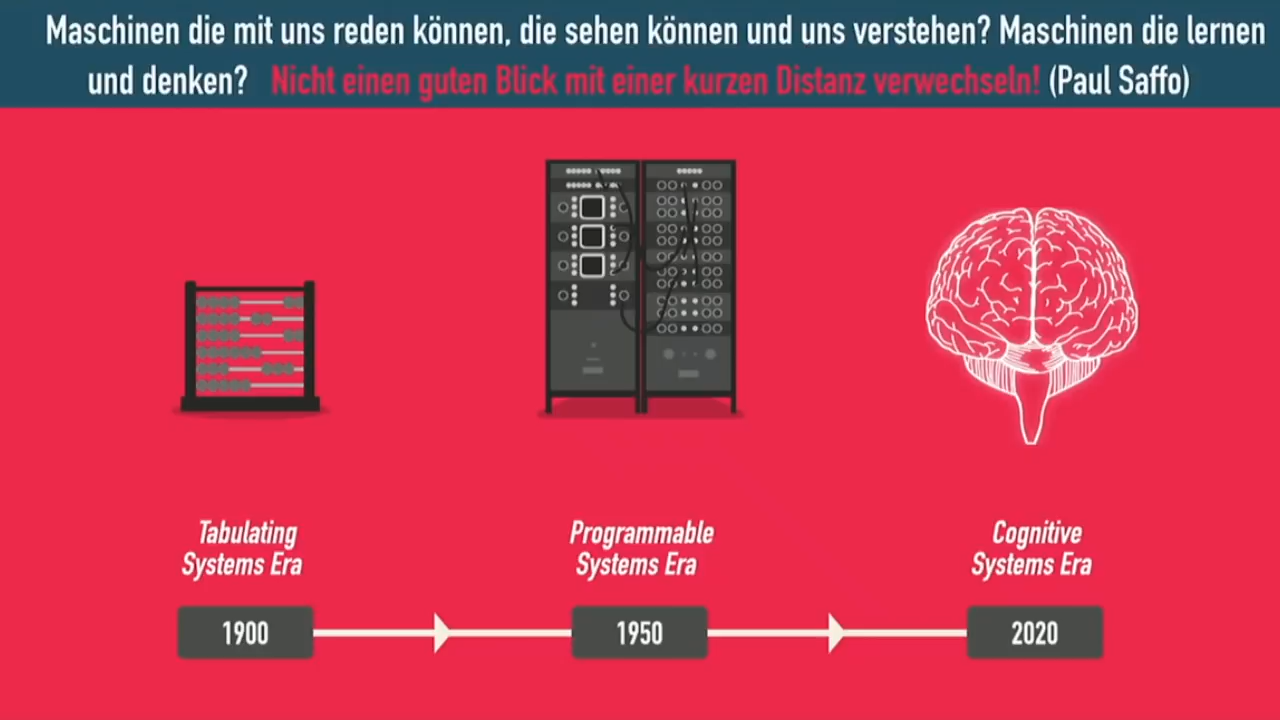 Maschinen die mit uns reden können, die sehen können und uns verstehen? Maschinen die lernen
und denken? Nicht einen guten Blick mit einer kurzen Distanz verwechseln! (Paul Saffo)
Tabulating
Systems Era
Programmable
Systems Era
Cognitive
Systems Era
1900
1950
2020